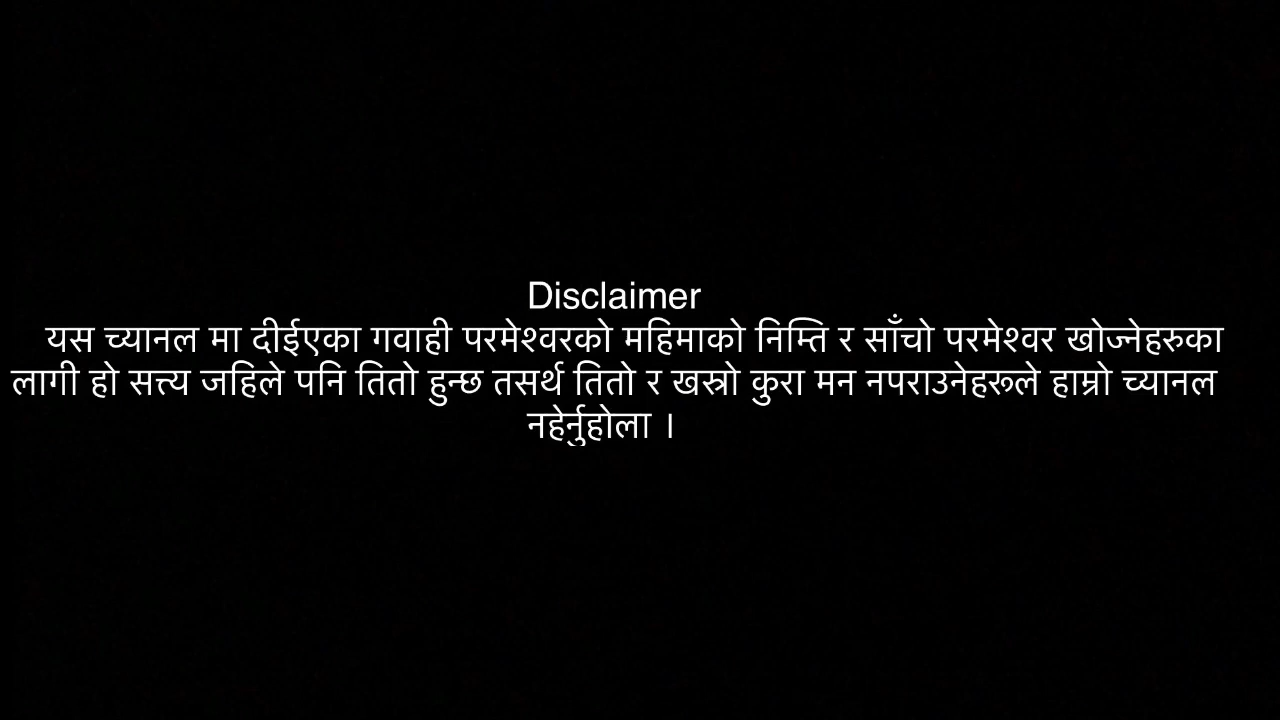 Disclaimer
यस च्यानल मा दीईएका गवाही परमेश्वरको महिमाको निम्ति र साँचो परमेश्वर खोज्नेहरुका
लागी हो सत्त्य जहिले पनि तितो हुन्छ तसर्थ तितो र खस्रो कुरा मन नपराउनेहरूले हाम्रो च्यानल
नहेर्नुहोला ।